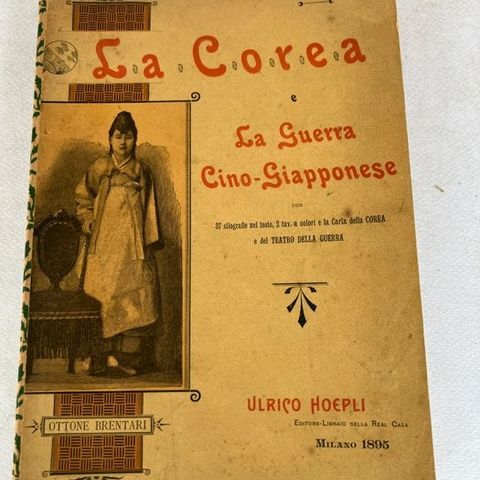 La Corea
e
La Guerra
Cino-Giapponese
con
37 silografie nel testo, 2 tav. a colori e la Carta della COREA
e del TEATRO DELLA GUERRA
OTTONE BRENTARI
ULRICO HOEPLI
EDITORE-LIBRAIO DELLA REAL CASA
MILANO 1895